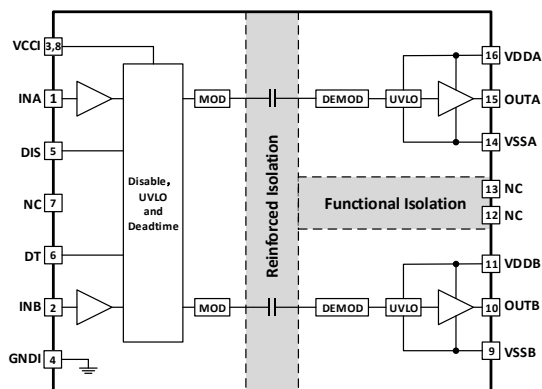 VCCI 3,8
INA 1
DIS 5
NC 7
DT 6
INB 2
GNDI 4
Disable,
UVLO
and
Deadtime
MOD
MOD
Reinforced Isolation
Functional Isolation
DEMOD
UVLO
DEMOD
UVLO
16 VDDA
15 OUTA
14 VSSA
13 NC
12 NC
11 VDDB
10 OUTB
9 VSSB